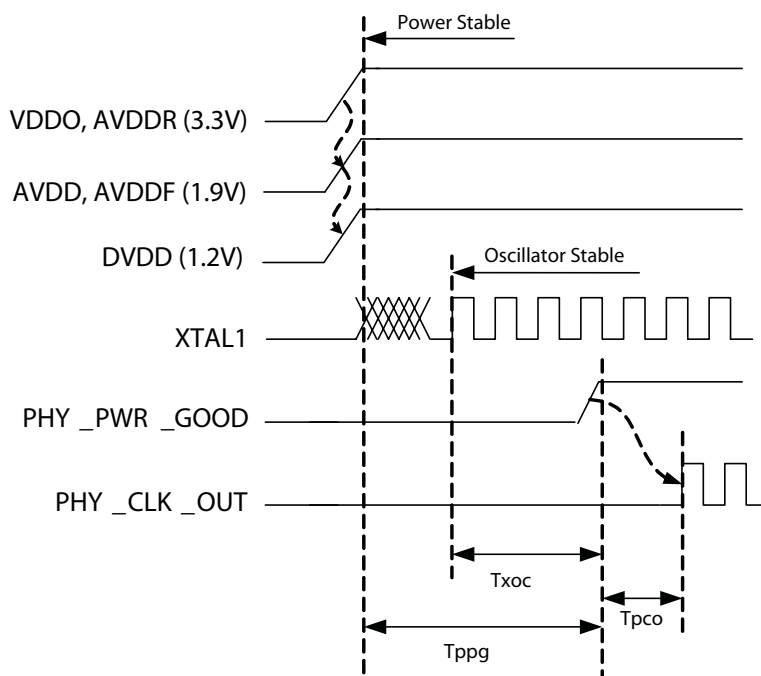 Power Stable
VDDO, AVDDR (3.3V)
AVDD, AVDDF (1.9V)
DVDD (1.2V)
Oscillator Stable
XTAL1
PHY _PWR _GOOD
PHY _CLK _OUT
Txoc
Tpco
Tppg